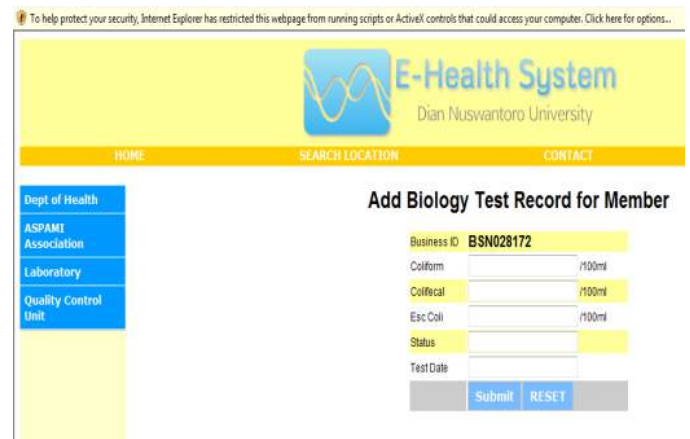 To help protect your security, Internet Explorer has restricted this webpage from running scripts or ActiveX controls that could access your computer. Click here for options...
E-Health System
Dian Nuswantoro University
HOME SEARCH LOCATION CONTACT
Dept of Health
ASPAMI
Association
Laboratory
Quality Control
Unit
Add Biology Test Record for Member
Business ID BSN028172
Coliform /100ml
Colifecal /100ml
Esc Coli /100ml
Status
Test Date
Submit RESET